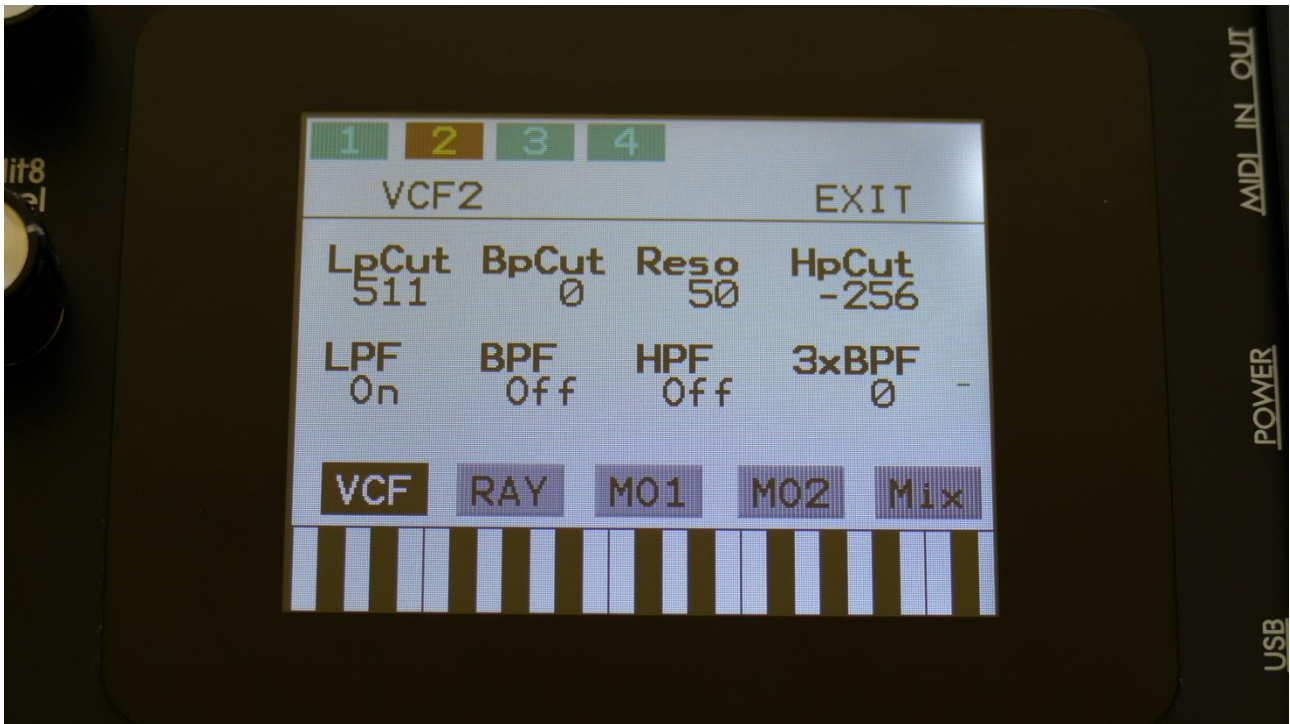 1 2 3 4
VCF2 EXIT
LpCut BpCut Reso HpCut
511 0 50 -256
LPF BPF HPF 3xBPF
On Off Off 0 -
VCF RAY MO1 MO2 Mix
MIDI IN OUT
POWER
USB